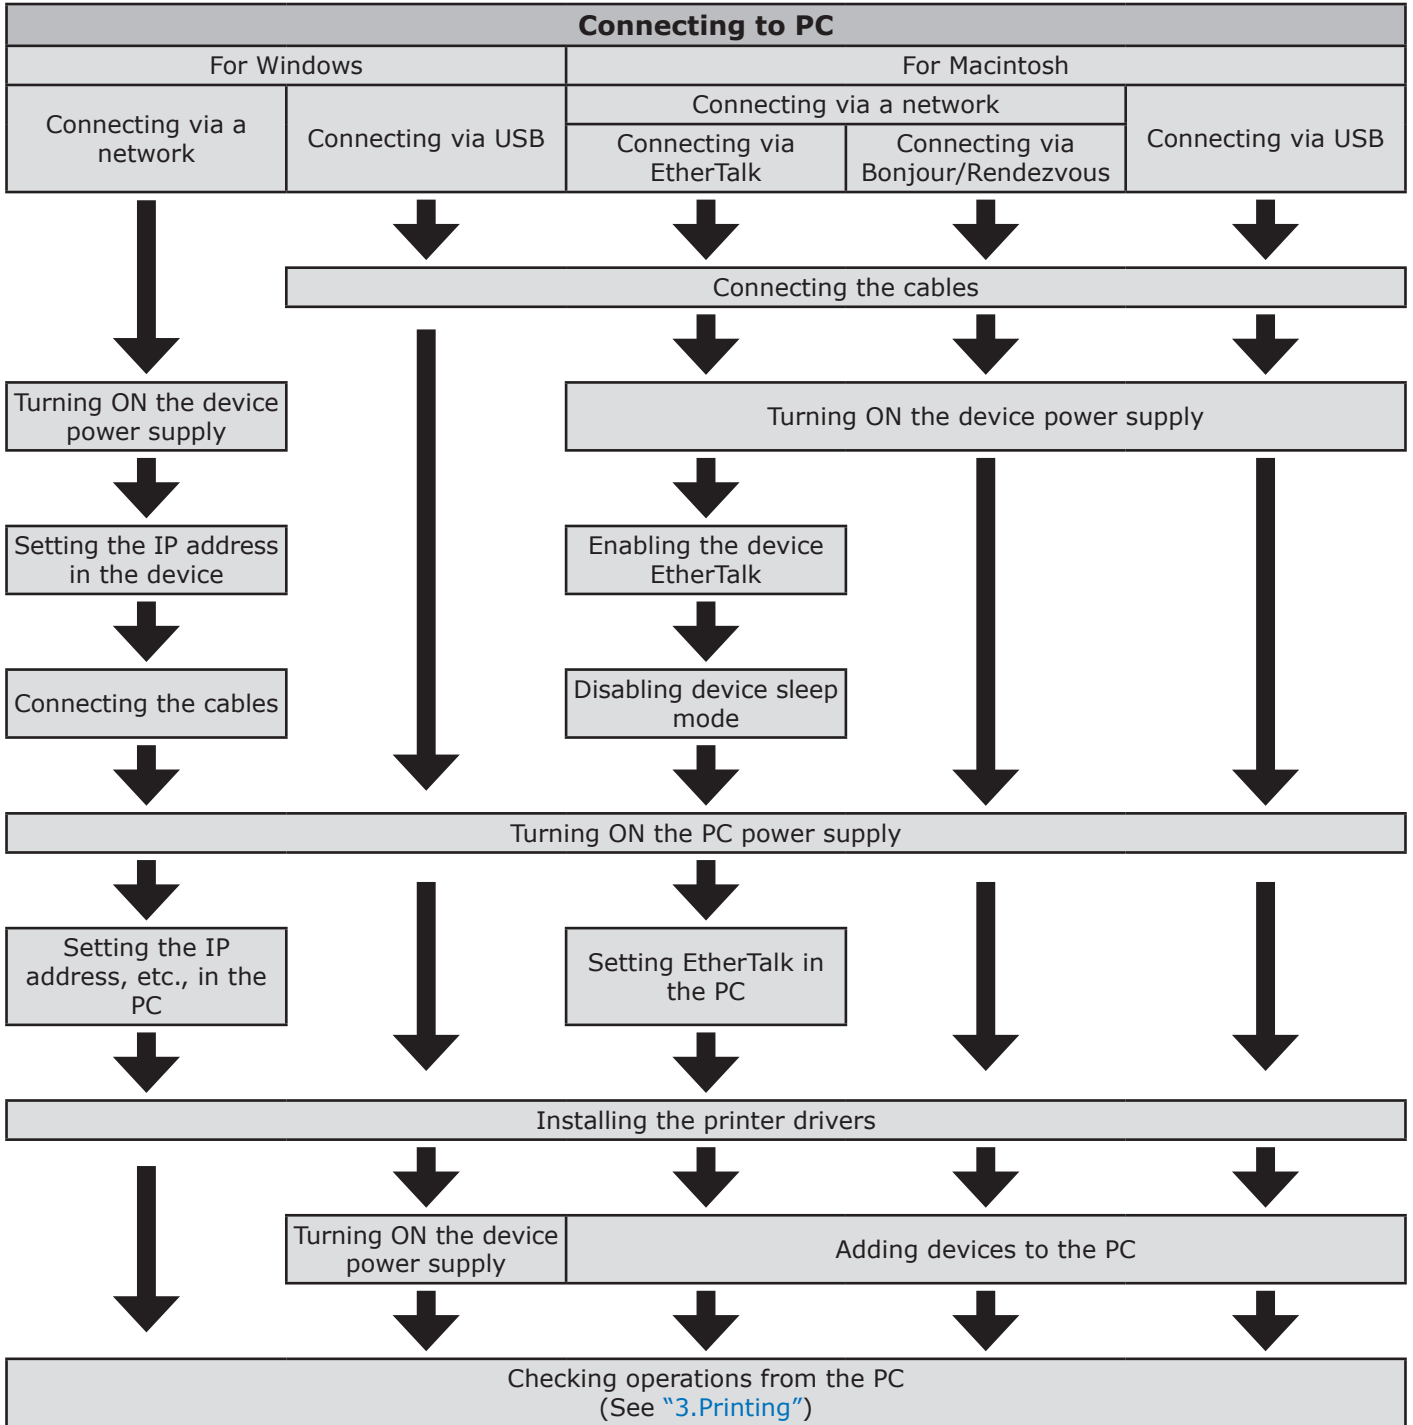 Connecting to PC
For Windows
For Macintosh
Connecting via a
network
Connecting via USB
Connecting via a network
Connecting via
EtherTalk
Connecting via
Bonjour/Rendezvous
Connecting via USB
Connecting the cables
Turning ON the device
power supply
Turning ON the device power supply
Setting the IP address
in the device
Enabling the device
EtherTalk
Connecting the cables
Disabling device sleep
mode
Turning ON the PC power supply
Setting the IP
address, etc., in the
PC
Setting EtherTalk in
the PC
Installing the printer drivers
Turning ON the device
power supply
Adding devices to the PC
Checking operations from the PC
(See “3.Printing”)